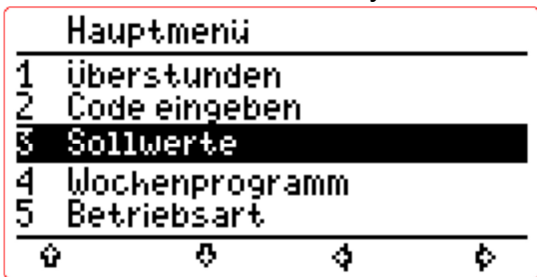 Hauptmenü
1 Überstunden
2 Code eingeben
3 Sollwerte
4 Wochenprogramm
5 Betriebsart